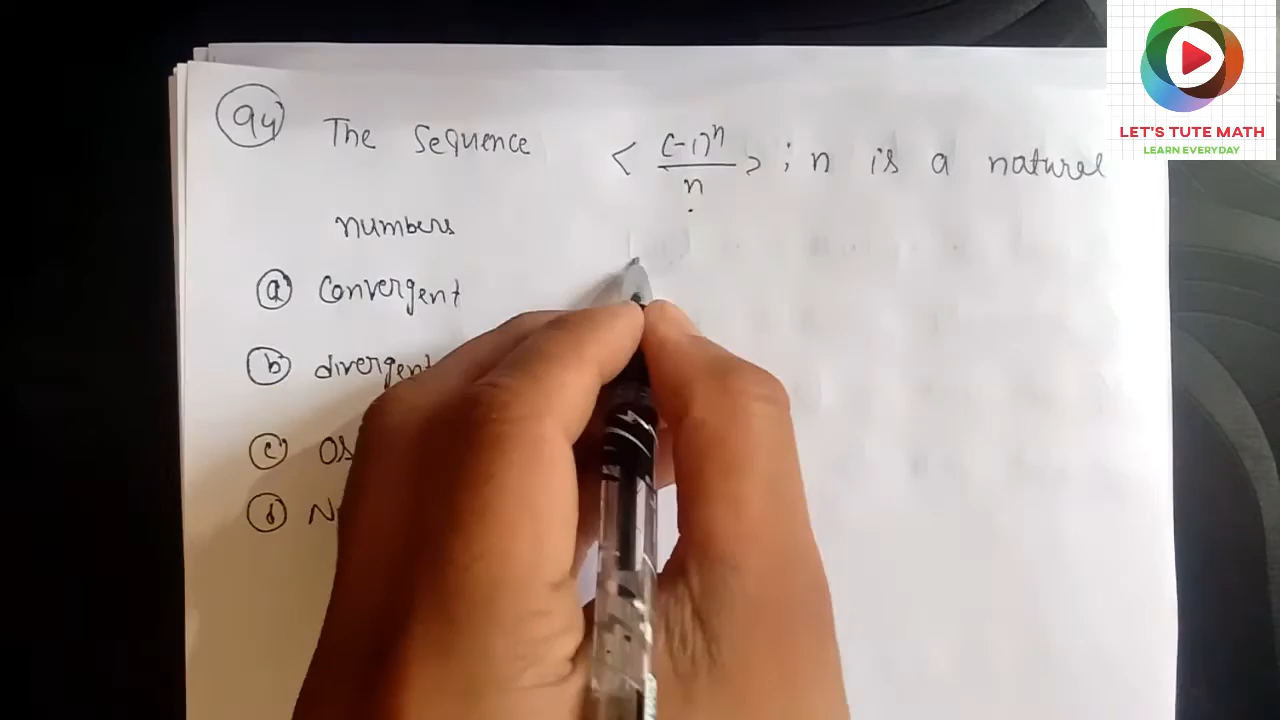 94 The Sequence < (-1)ⁿ/n > ; n is a natural
numbers
(a) Convergent
(b) divergent
(c)
(d)
LET'S TUTE MATH
LEARN EVERYDAY